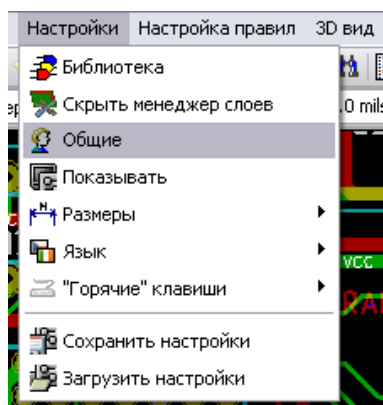 Настройки Настройка правил 3D вид
Библиотека
Скрыть менеджер слоев
.0 mils
Общие
Показывать
Размеры
Язык
VCC
"Горячие" клавиши
Сохранить настройки
Загрузить настройки